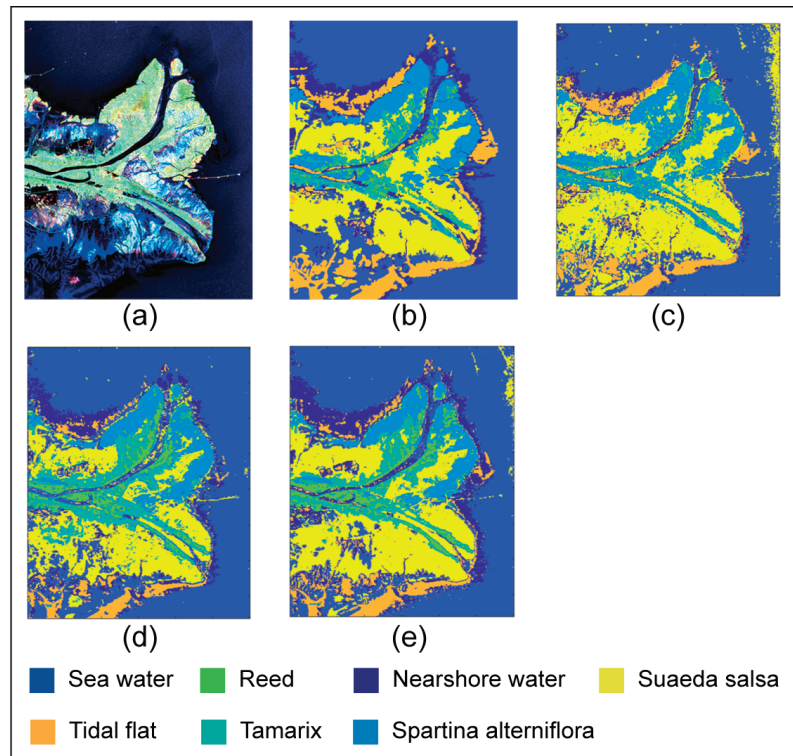 (a)
(b)
(c)
(d)
(e)
Sea water
Reed
Nearshore water
Suaeda salsa
Tidal flat
Tamarix
Spartina alterniflora